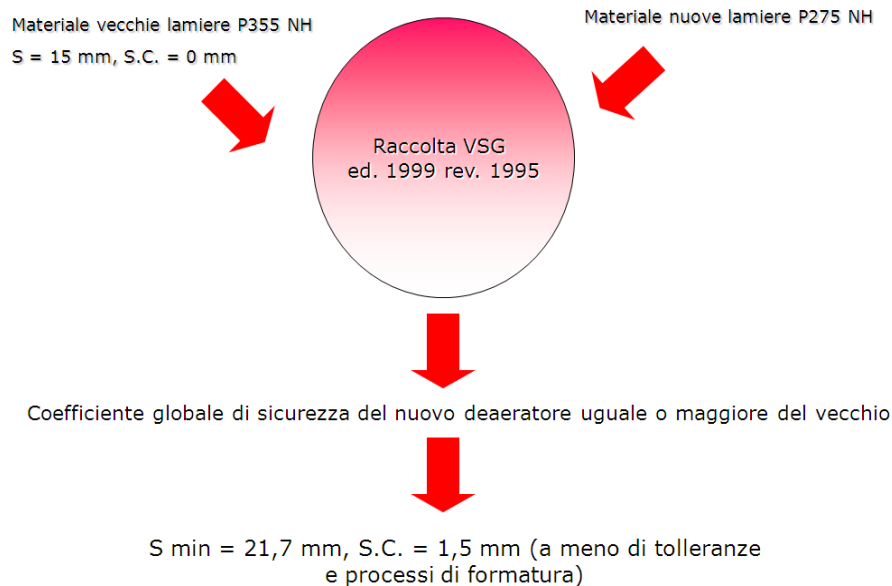 Materiale vecchie lamiere P355 NH
S = 15 mm, S.C. = 0 mm
Materiale nuove lamiere P275 NH
Raccolta VSG
ed. 1999 rev. 1995
Coefficiente globale di sicurezza del nuovo deaeratore uguale o maggiore del vecchio
S min = 21,7 mm, S.C. = 1,5 mm (a meno di tolleranze
e processi di formatura)